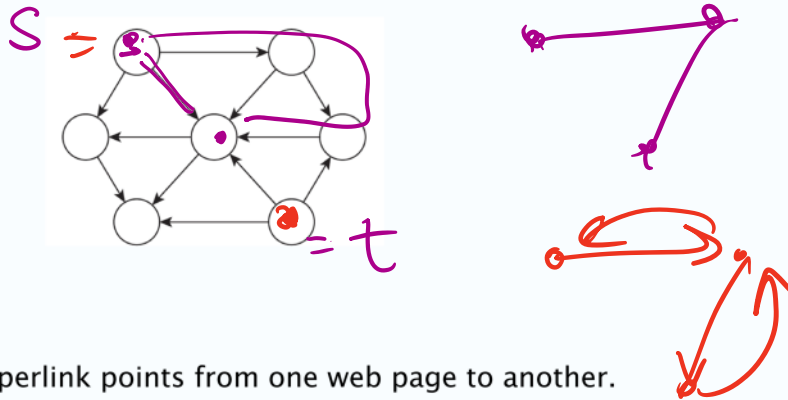 S =
= t
perlink points from one web page to another.